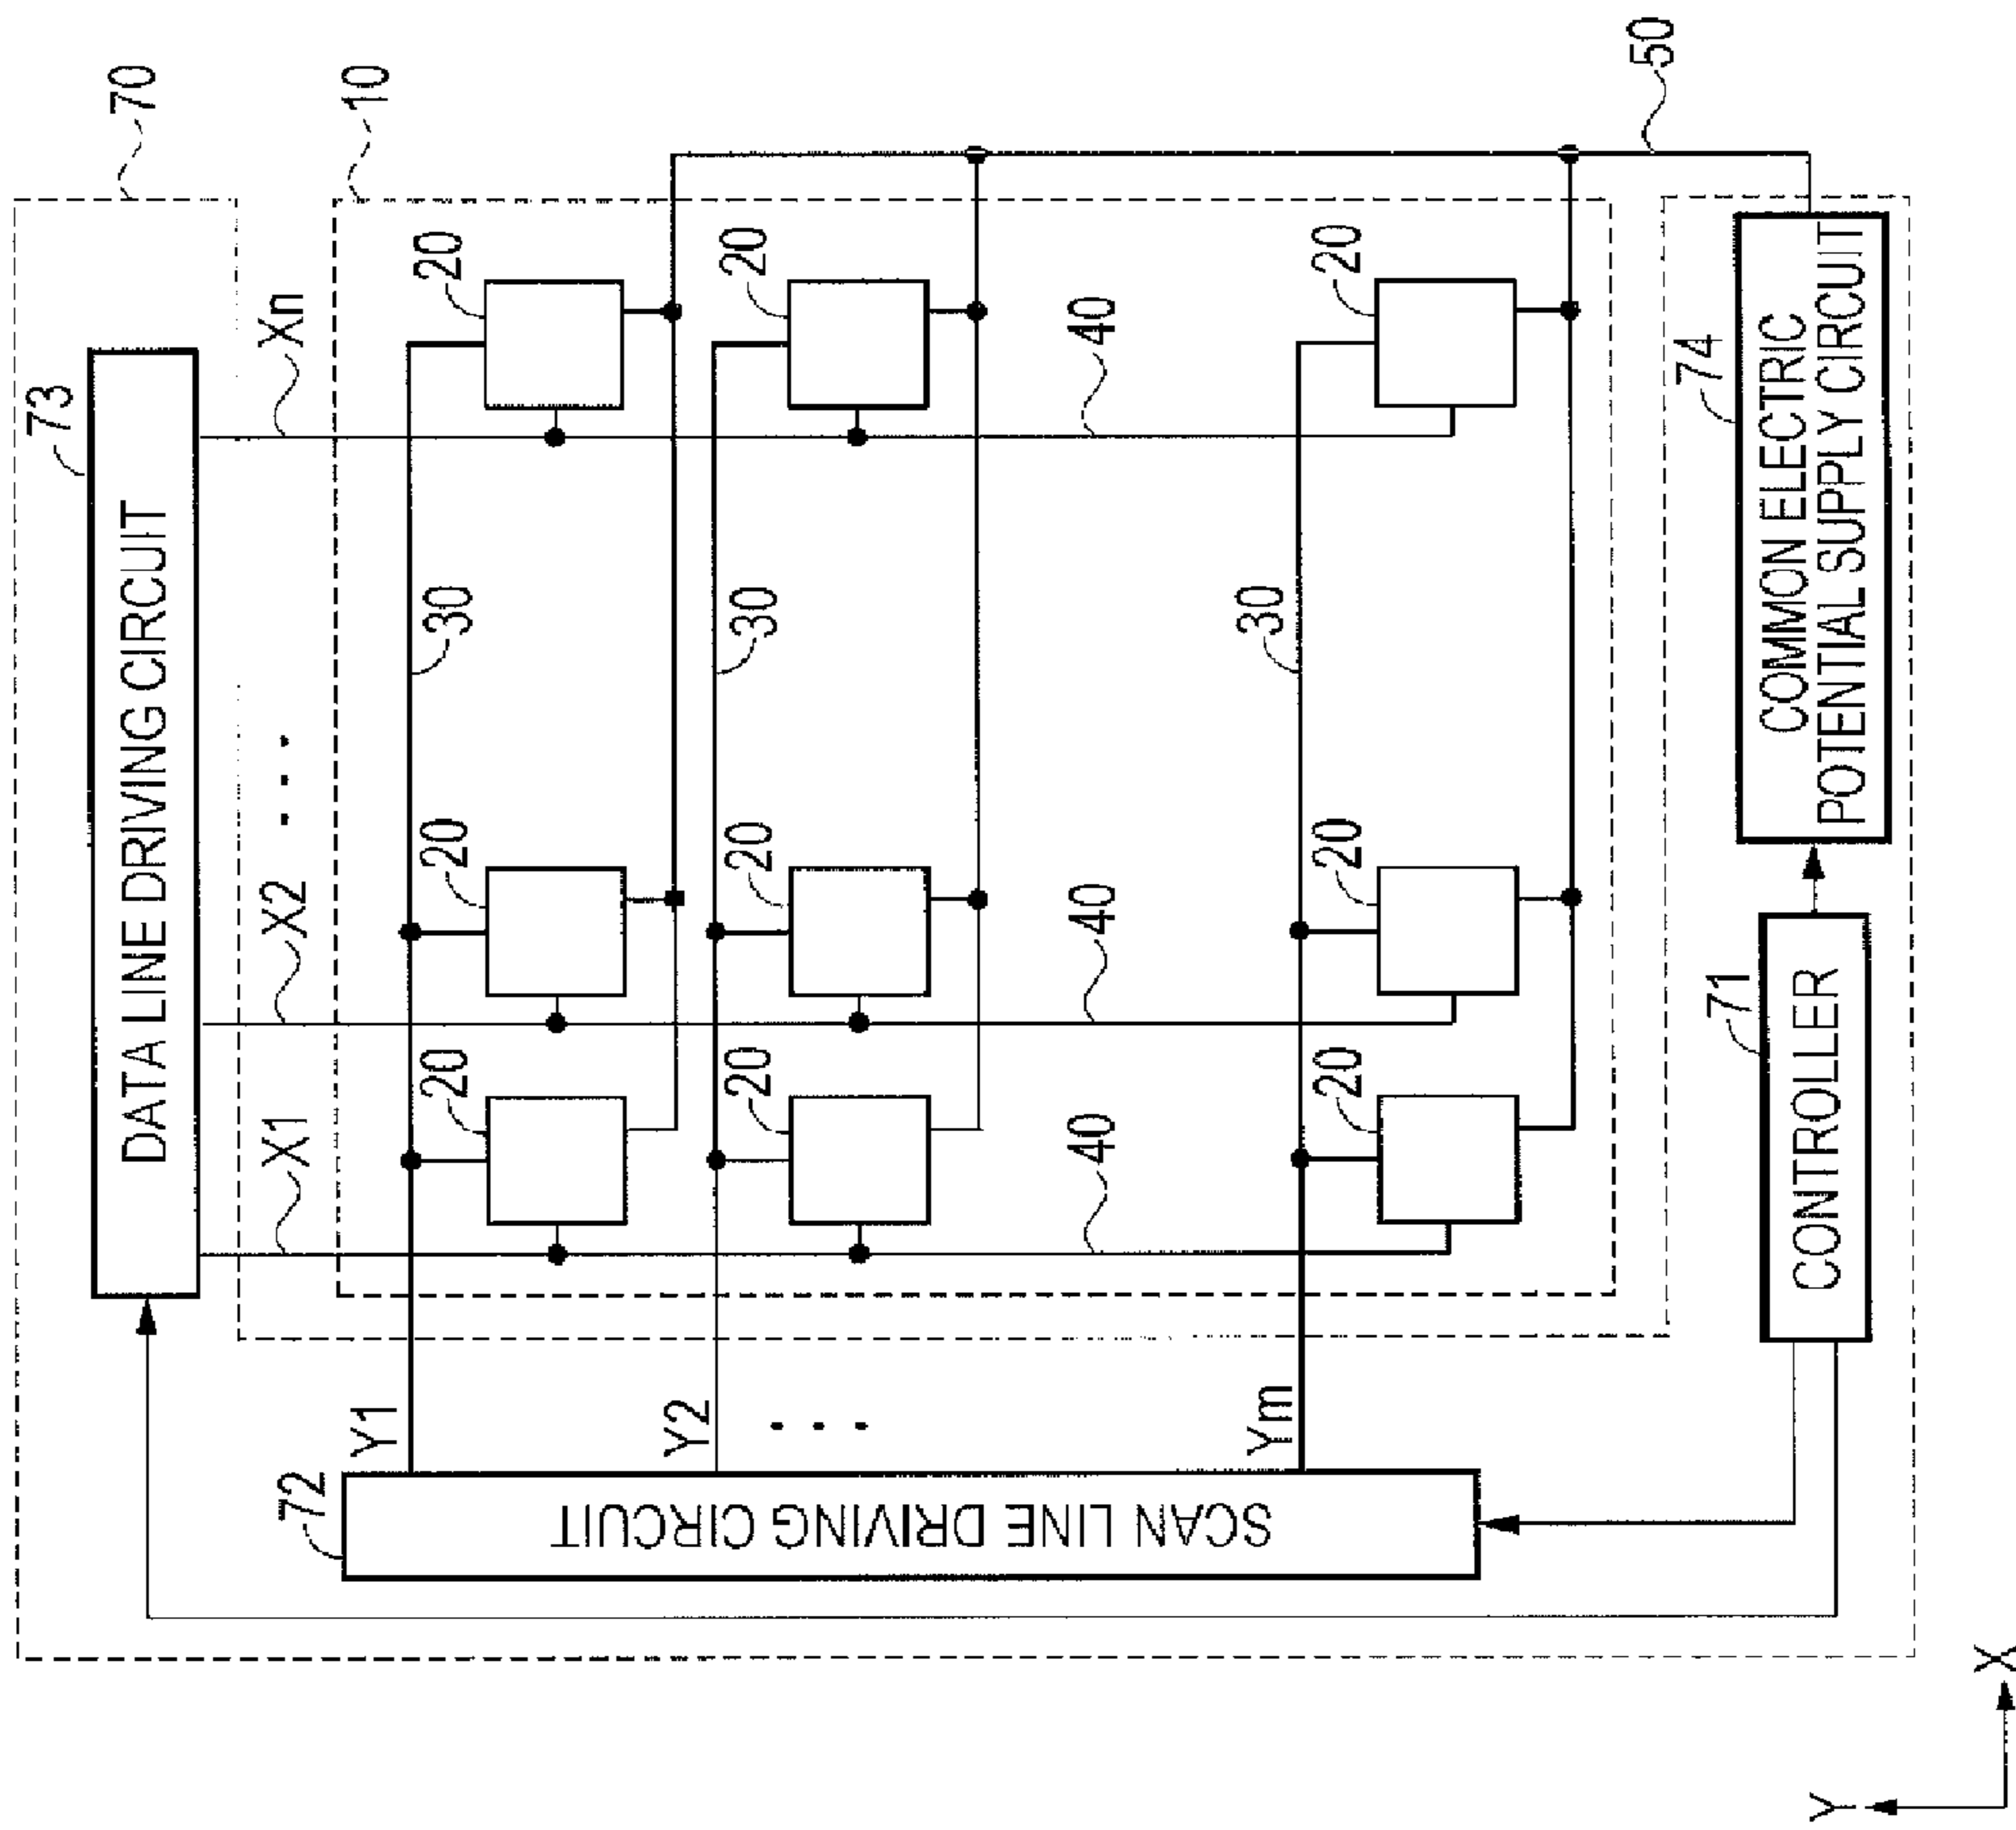 70
10
73
DATA LINE DRIVING CIRCUIT
X1
X2
. . .
Xn
72
SCAN LINE DRIVING CIRCUIT
Y1
Y2
. . .
Ym
20
20
20
30
20
20
20
30
40
40
40
20
20
20
30
50
71
CONTROLLER
74
COMMON ELECTRIC
POTENTIAL SUPPLY CIRCUIT
Y
X